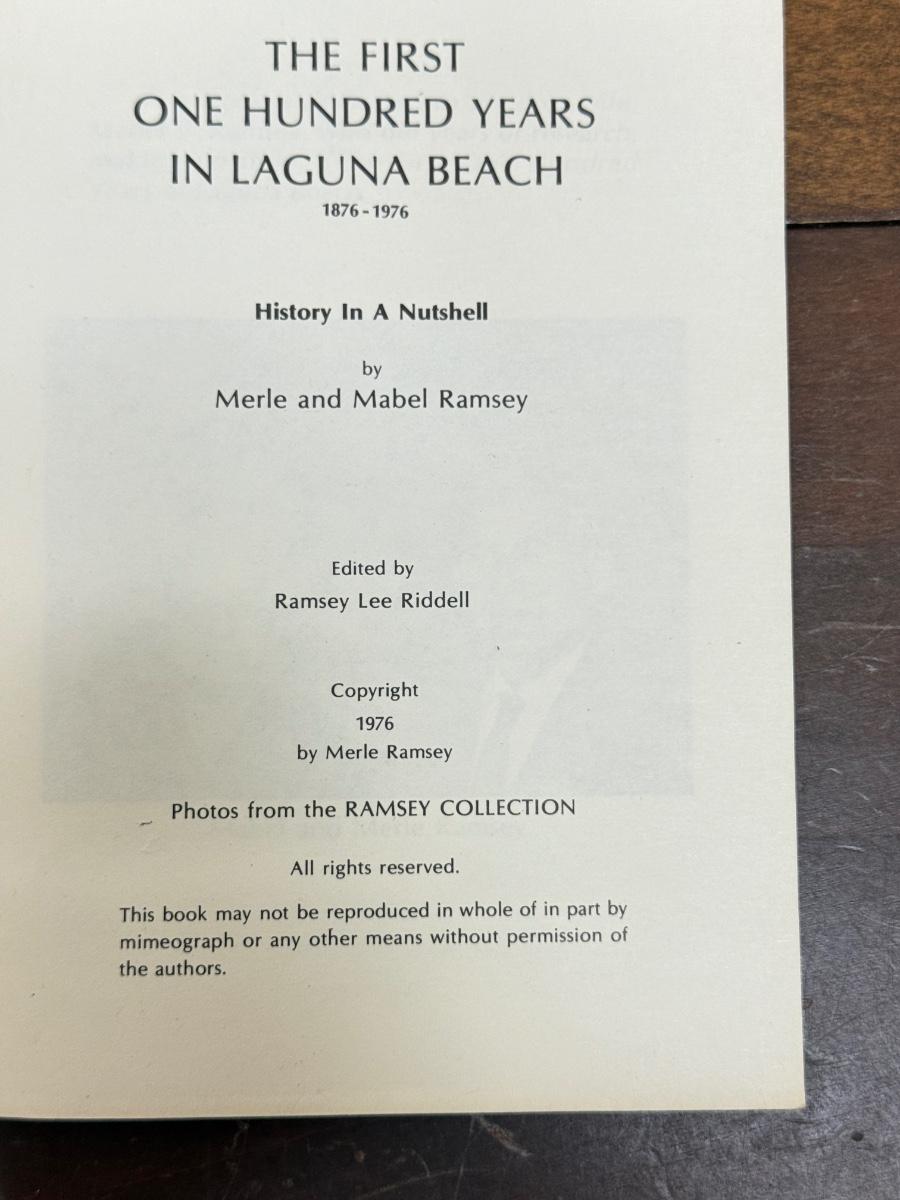 THE FIRST
ONE HUNDRED YEARS
IN LAGUNA BEACH
1876-1976
History In A Nutshell
by
Merle and Mabel Ramsey
Edited by
Ramsey Lee Riddell
Copyright
1976
by Merle Ramsey
Photos from the RAMSEY COLLECTION
All rights reserved.
This book may not be reproduced in whole of in part by
mimeograph or any other means without permission of
the authors.